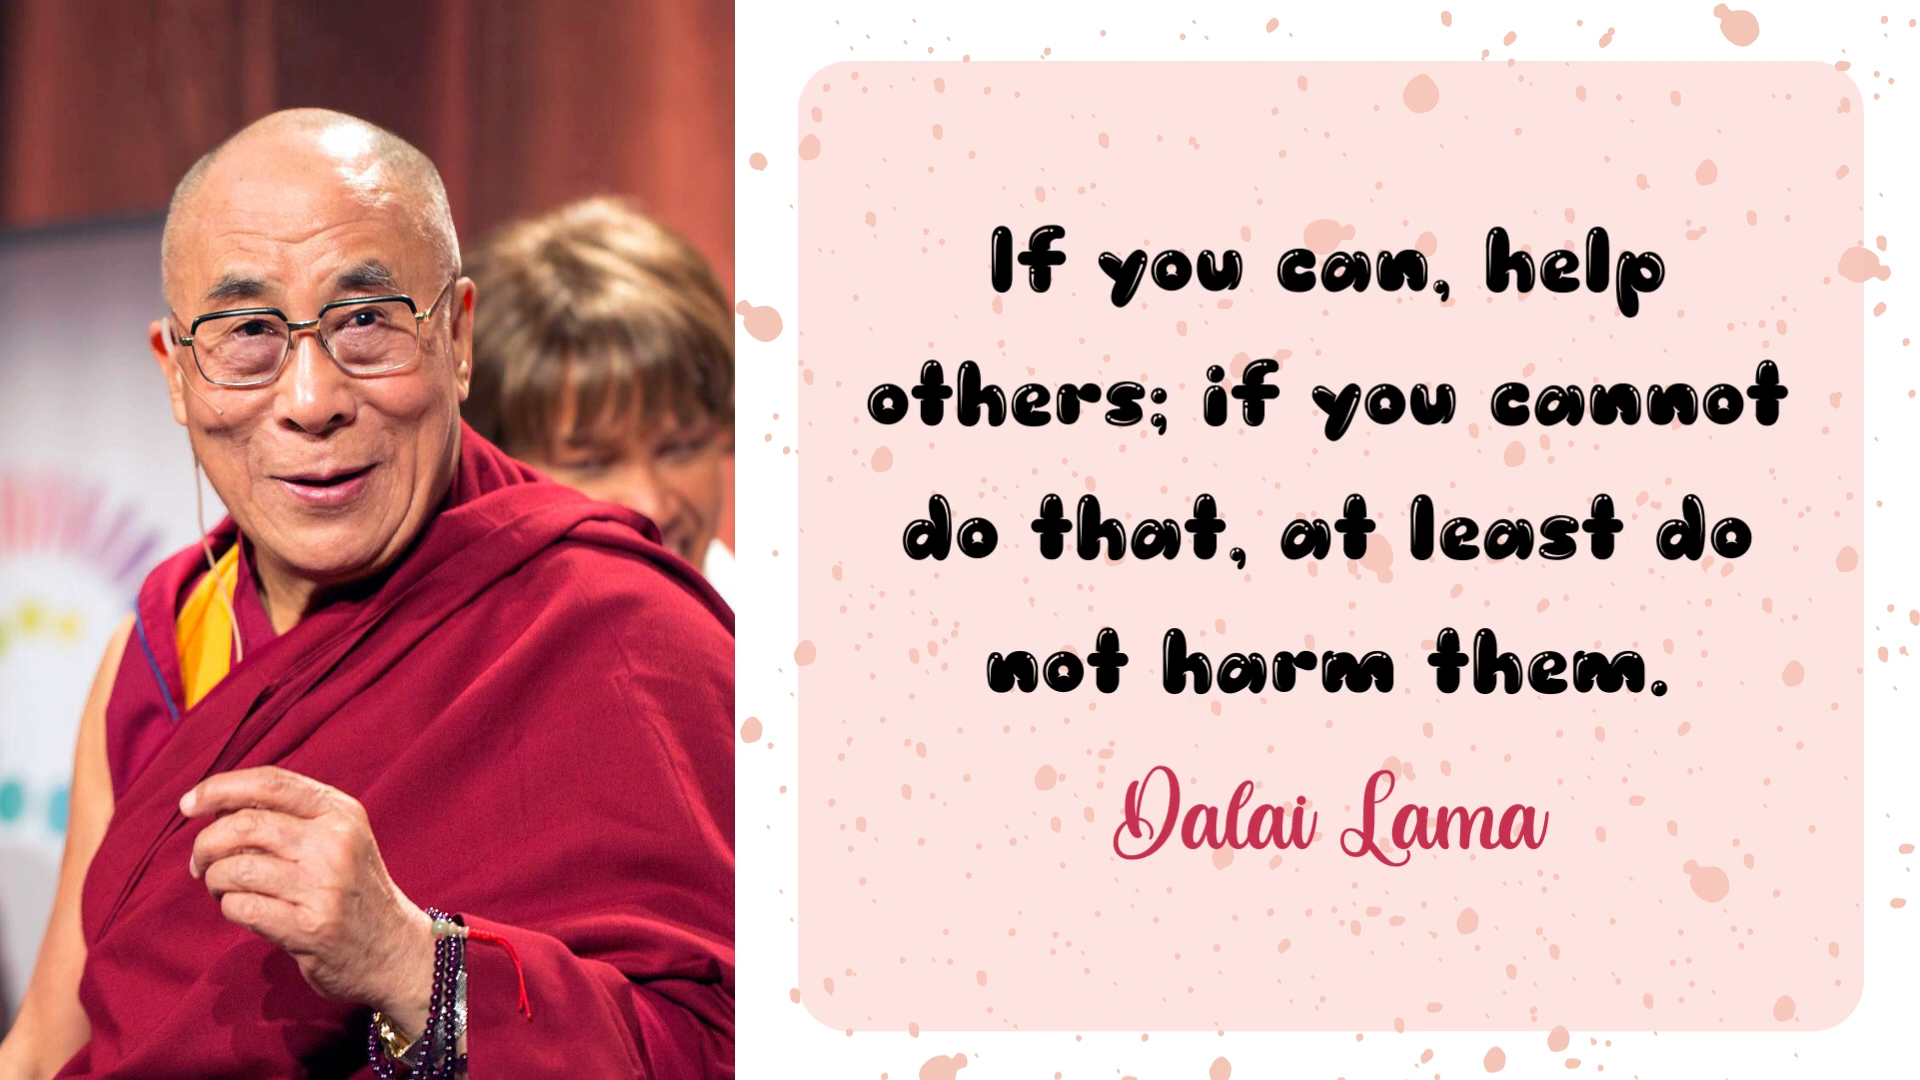 If you can, help
others; if you cannot
do that, at least do
not harm them.
Dalai Lama